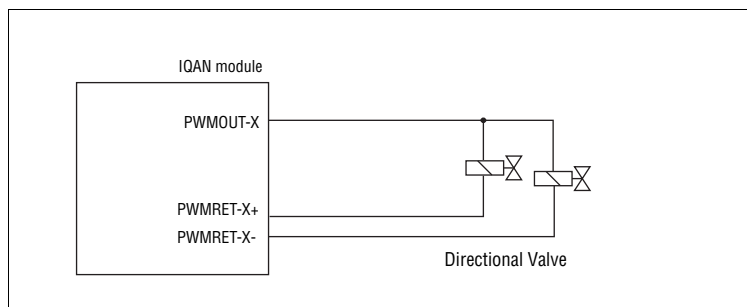 IQAN module
PWMOUT-X
PWMRET-X+
PWMRET-X-
Directional Valve